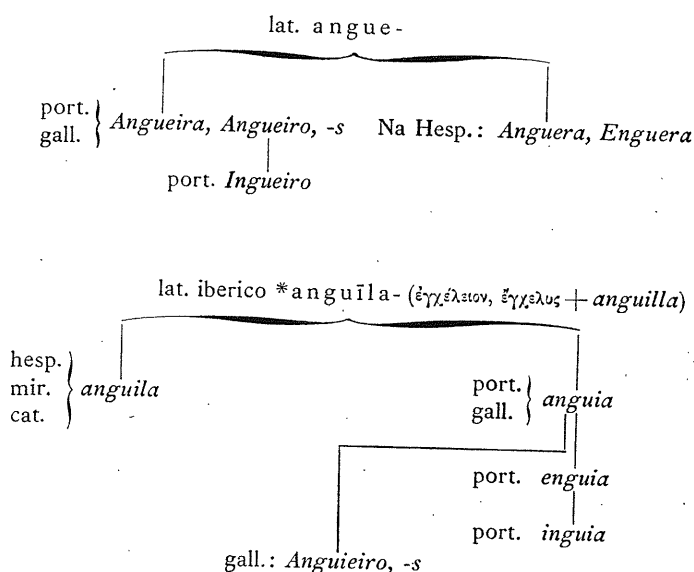 lat. angue-
port.
gall. } Angueira, Angueiro, -s Na Hesp.: Anguera, Enguera
port. Ingueiro
lat. iberico *anguīla- (ἐγχέλειον, ἔγχελυς + anguilla)
hesp.
mir. } anguila
cat.
port.
gall. } anguia
port. enguia
port. inguia
gall.: Anguieiro, -s